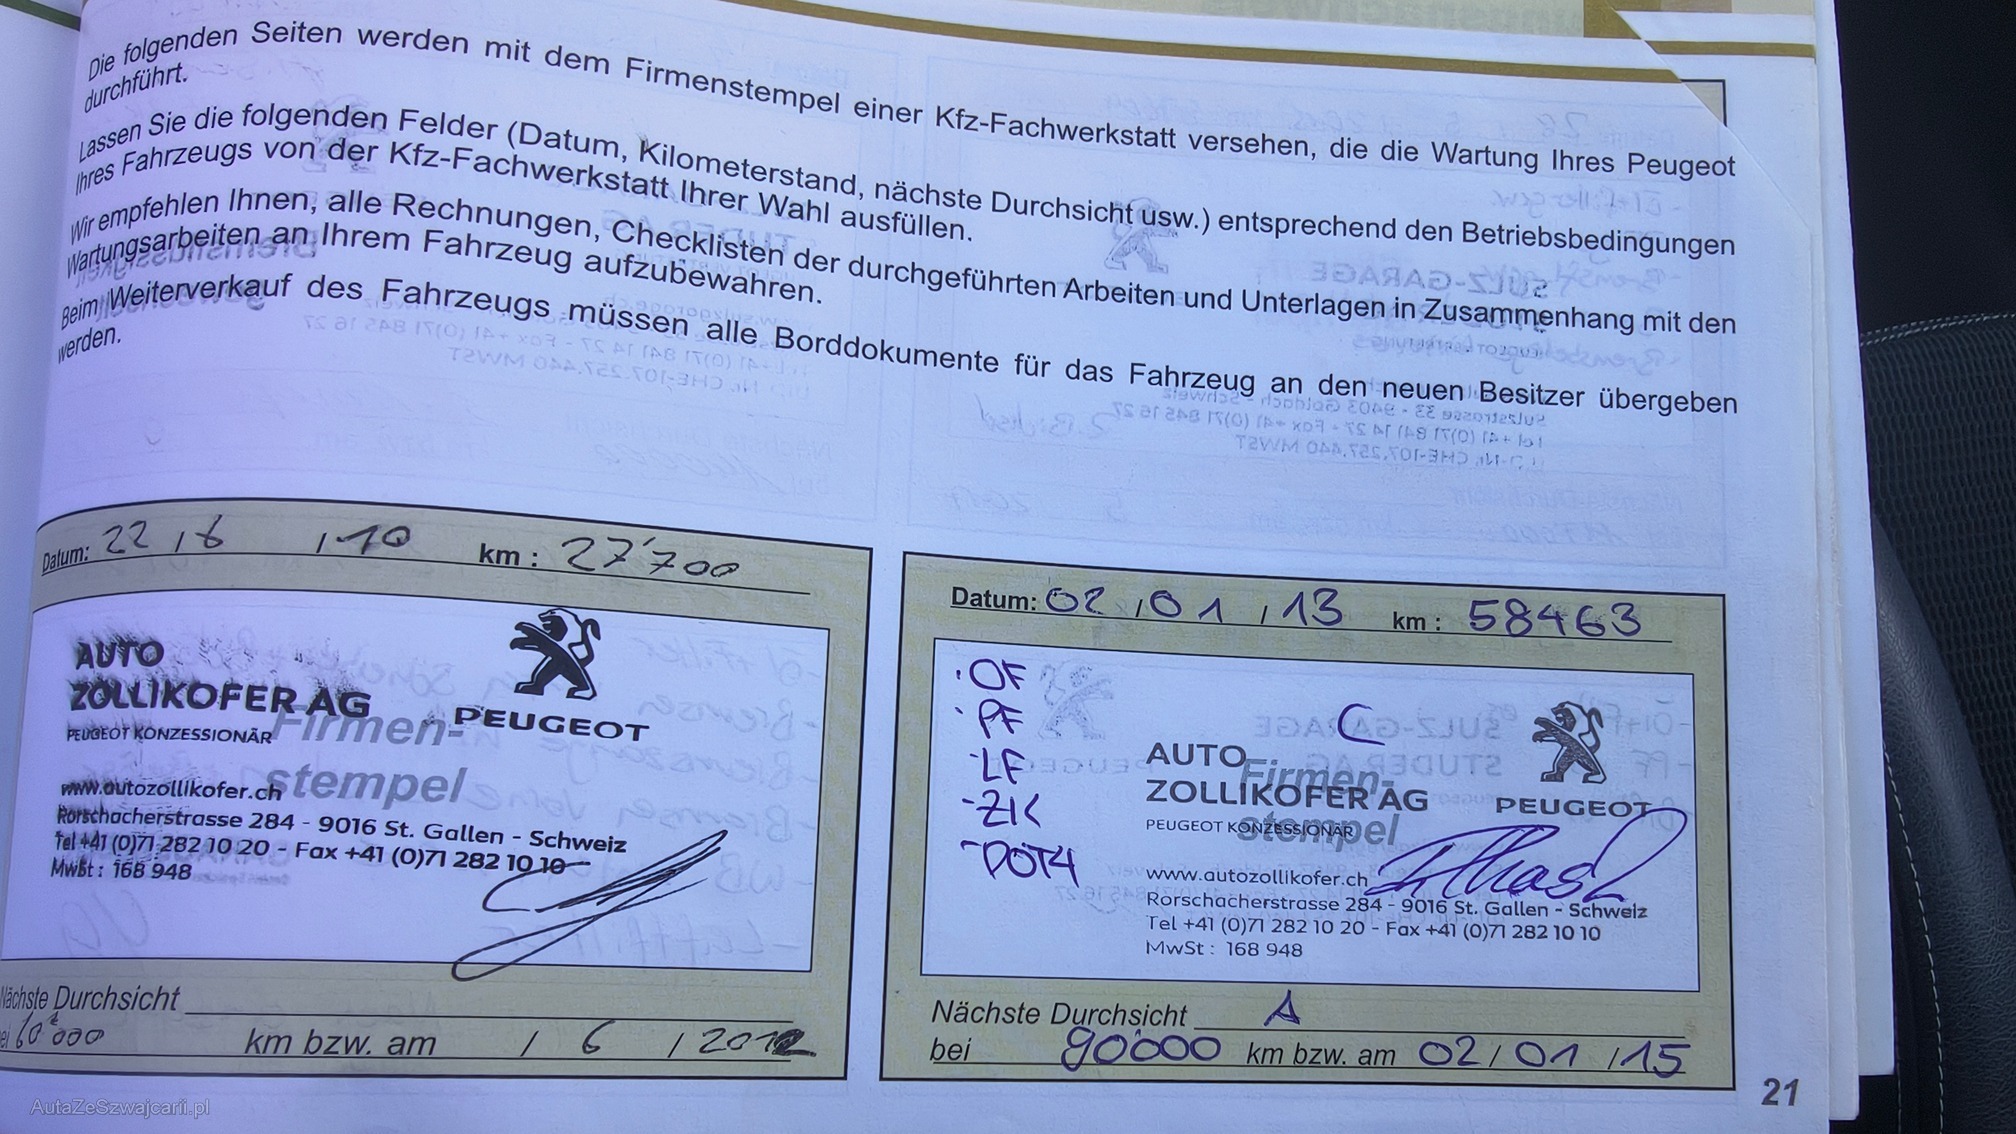 Die folgenden Seiten werden mit dem Firmenstempel einer Kfz-Fachwerkstatt versehen, die die Wartung Ihres Peugeot
durchführt.
Lassen Sie die folgenden Felder (Datum, Kilometerstand, nächste Durchsicht usw.) entsprechend den Betriebsbedingungen
Ihres Fahrzeugs von der Kfz-Fachwerkstatt Ihrer Wahl ausfüllen.
Wir empfehlen Ihnen, alle Rechnungen, Checklisten der durchgeführten Arbeiten und Unterlagen in Zusammenhang mit den
Wartungsarbeiten an Ihrem Fahrzeug aufzubewahren.
Beim Weiterverkauf des Fahrzeugs müssen alle Borddokumente für das Fahrzeug an den neuen Besitzer übergeben
werden.
Datum: 22 / 6 / 10 km : 27'700
AUTO
ZOLLIKOFER AG
PEUGEOT KONZESSIONÄR
PEUGEOT
Firmen-
stempel
www.autozollikofer.ch
Rorschacherstrasse 284 - 9016 St. Gallen - Schweiz
Tel +41 (0)71 282 10 20 - Fax +41 (0)71 282 10 10
MwSt : 168 948
Nächste Durchsicht
bei 60'000 km bzw. am / 6 / 2012
Datum: 02 / 01 / 13 km : 58463
- ÖF
- PF
- LF
- ZK
- DOT4
C
AUTO
ZOLLIKOFER AG
PEUGEOT KONZESSIONÄR
PEUGEOT
Firmen-
stempel
www.autozollikofer.ch
Rorschacherstrasse 284 - 9016 St. Gallen - Schweiz
Tel +41 (0)71 282 10 20 - Fax +41 (0)71 282 10 10
MwSt : 168 948
Nächste Durchsicht A
bei 90'000 km bzw. am 02 / 01 / 15
21
AutaZeSzwajcarii.pl